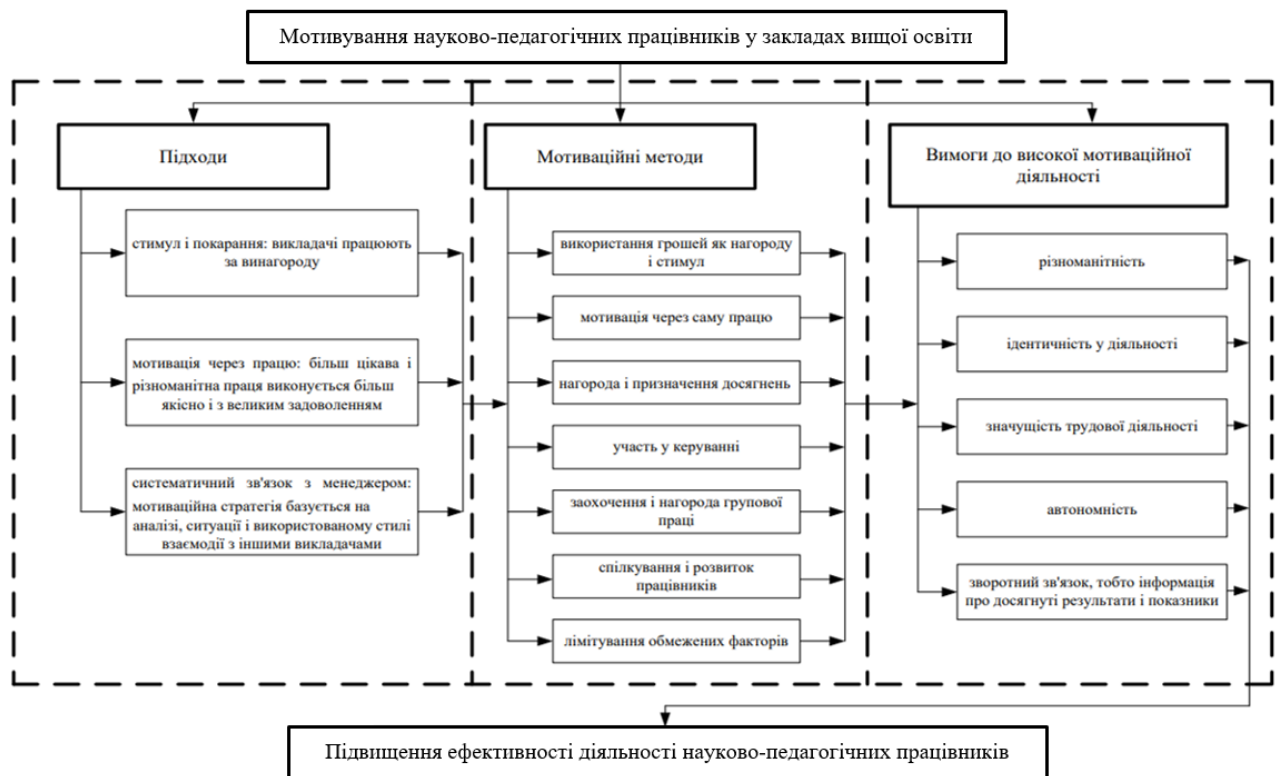 Мотивування науково-педагогічних працівників у закладах вищої освіти
Підходи
стимул і покарання: викладачі працюють
за винагороду
мотивація через працю: більш цікава і
різноманітна праця виконується більш
якісно і з великим задоволенням
систематичний зв'язок з менеджером:
мотиваційна стратегія базується на
аналізі, ситуації і використованому стилі
взаємодії з іншими викладачами
Мотиваційні методи
використання грошей як нагороду
і стимул
мотивація через саму працю
нагорода і призначення досягнень
участь у керуванні
заохочення і нагорода групової
праці
спілкування і розвиток
працівників
лімітування обмежених факторів
Вимоги до високої мотиваційної
діяльності
різноманітність
ідентичність у діяльності
значущість трудової діяльності
автономність
зворотний зв'язок, тобто інформація
про досягнуті результати і показники
Підвищення ефективності діяльності науково-педагогічних працівників